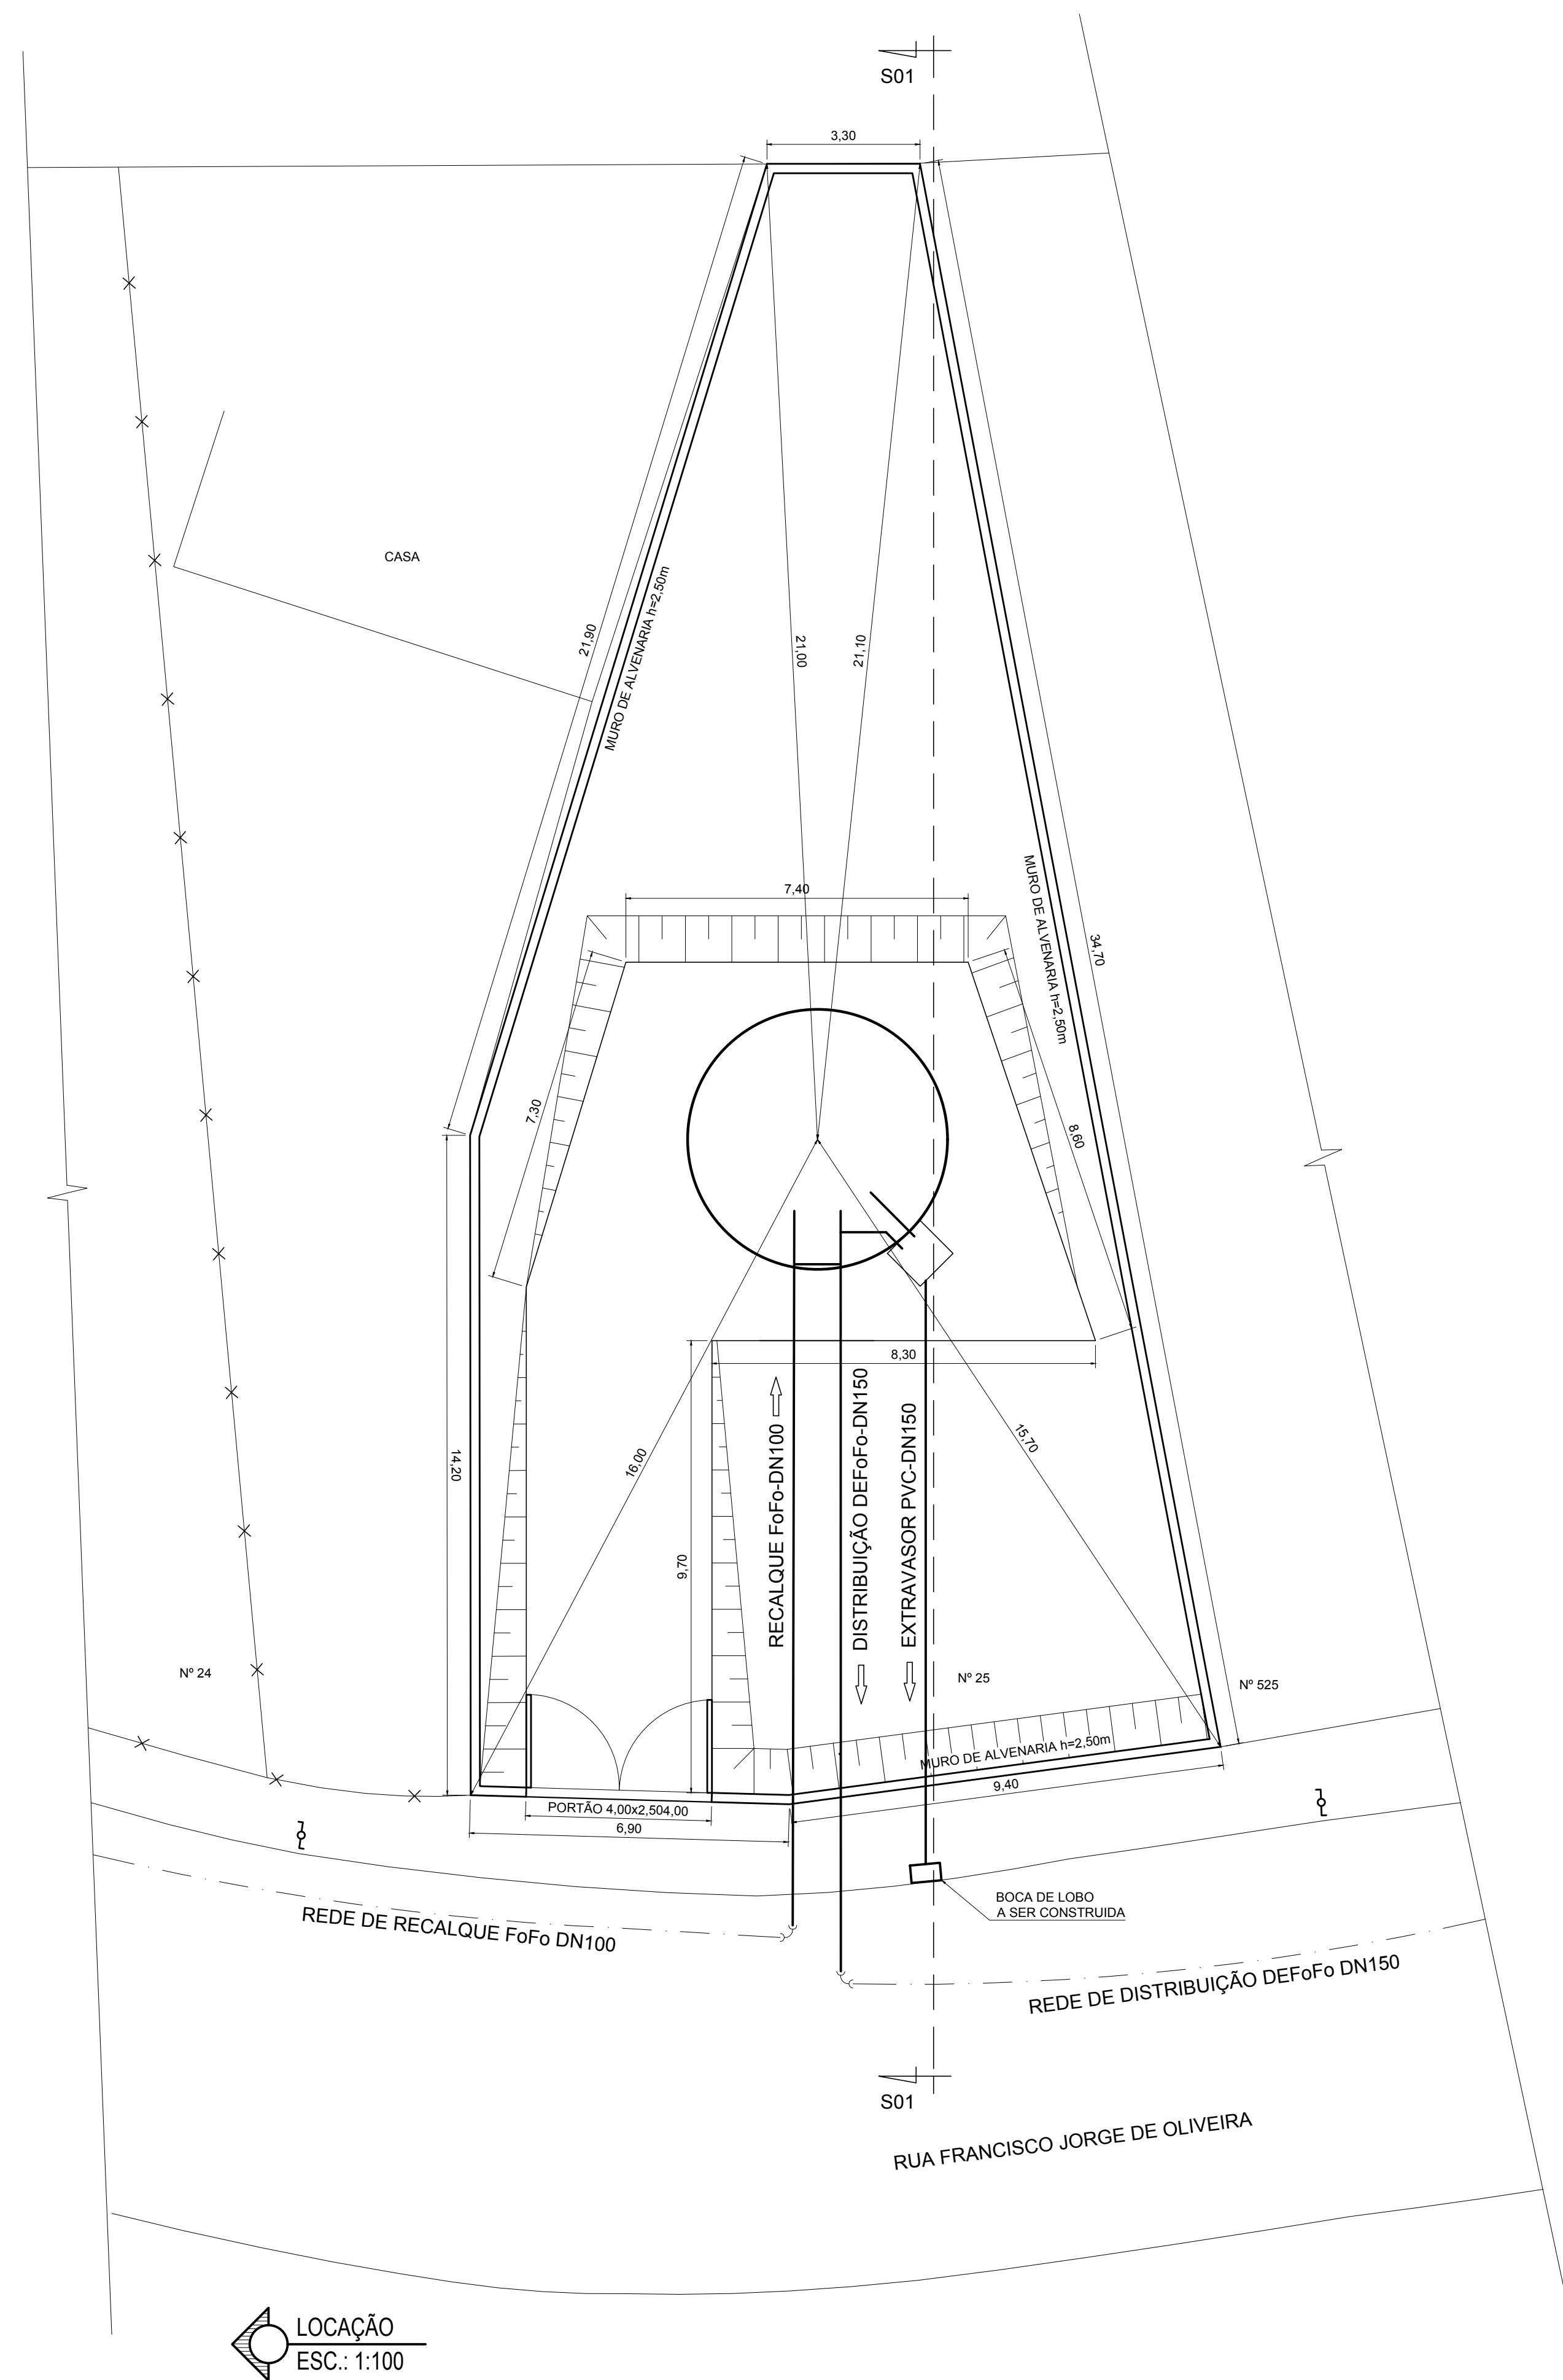 S01
3,30
CASA
21,90
MURO DE ALVENARIA h=2,50m
21,00
21,10
7,40
MURO DE ALVENARIA h=2,50m
34,70
7,30
8,60
8,30
14,20
16,00
9,70
RECALQUE FoFo-DN100
DISTRIBUIÇÃO DEFoFo-DN150
EXTRAVASOR PVC-DN150
15,70
Nº 24
Nº 25
Nº 525
MURO DE ALVENARIA h=2,50m
9,40
PORTÃO 4,00x2,504,00
6,90
BOCA DE LOBO
A SER CONSTRUIDA
REDE DE RECALQUE FoFo DN100
REDE DE DISTRIBUIÇÃO DEFoFo DN150
S01
RUA FRANCISCO JORGE DE OLIVEIRA
LOCAÇÃO
ESC.: 1:100